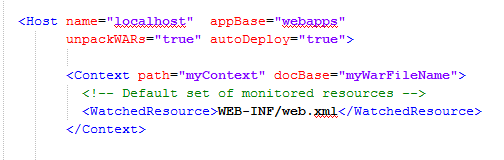 <Host name="localhost"  appBase="webapps"
unpackWARs="true" autoDeploy="true">
<Context path="myContext" docBase="myWarFileName">
<!-- Default set of monitored resources -->
<WatchedResource>WEB-INF/web.xml</WatchedResource>
</Context>